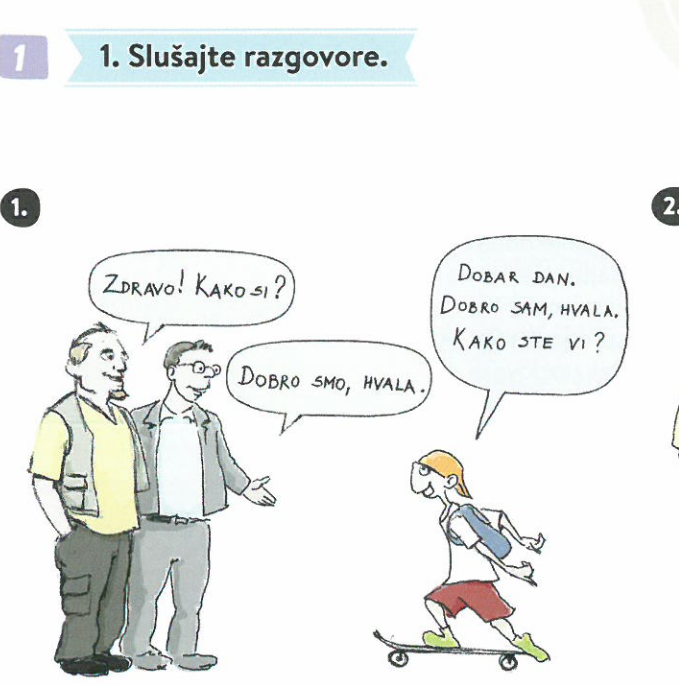 1
1. Slušajte razgovore.
1.
2.
ZDRAVO! KAKO SI?
DOBAR DAN.
DOBRO SAM, HVALA.
KAKO STE VI?
DOBRO SMO, HVALA.